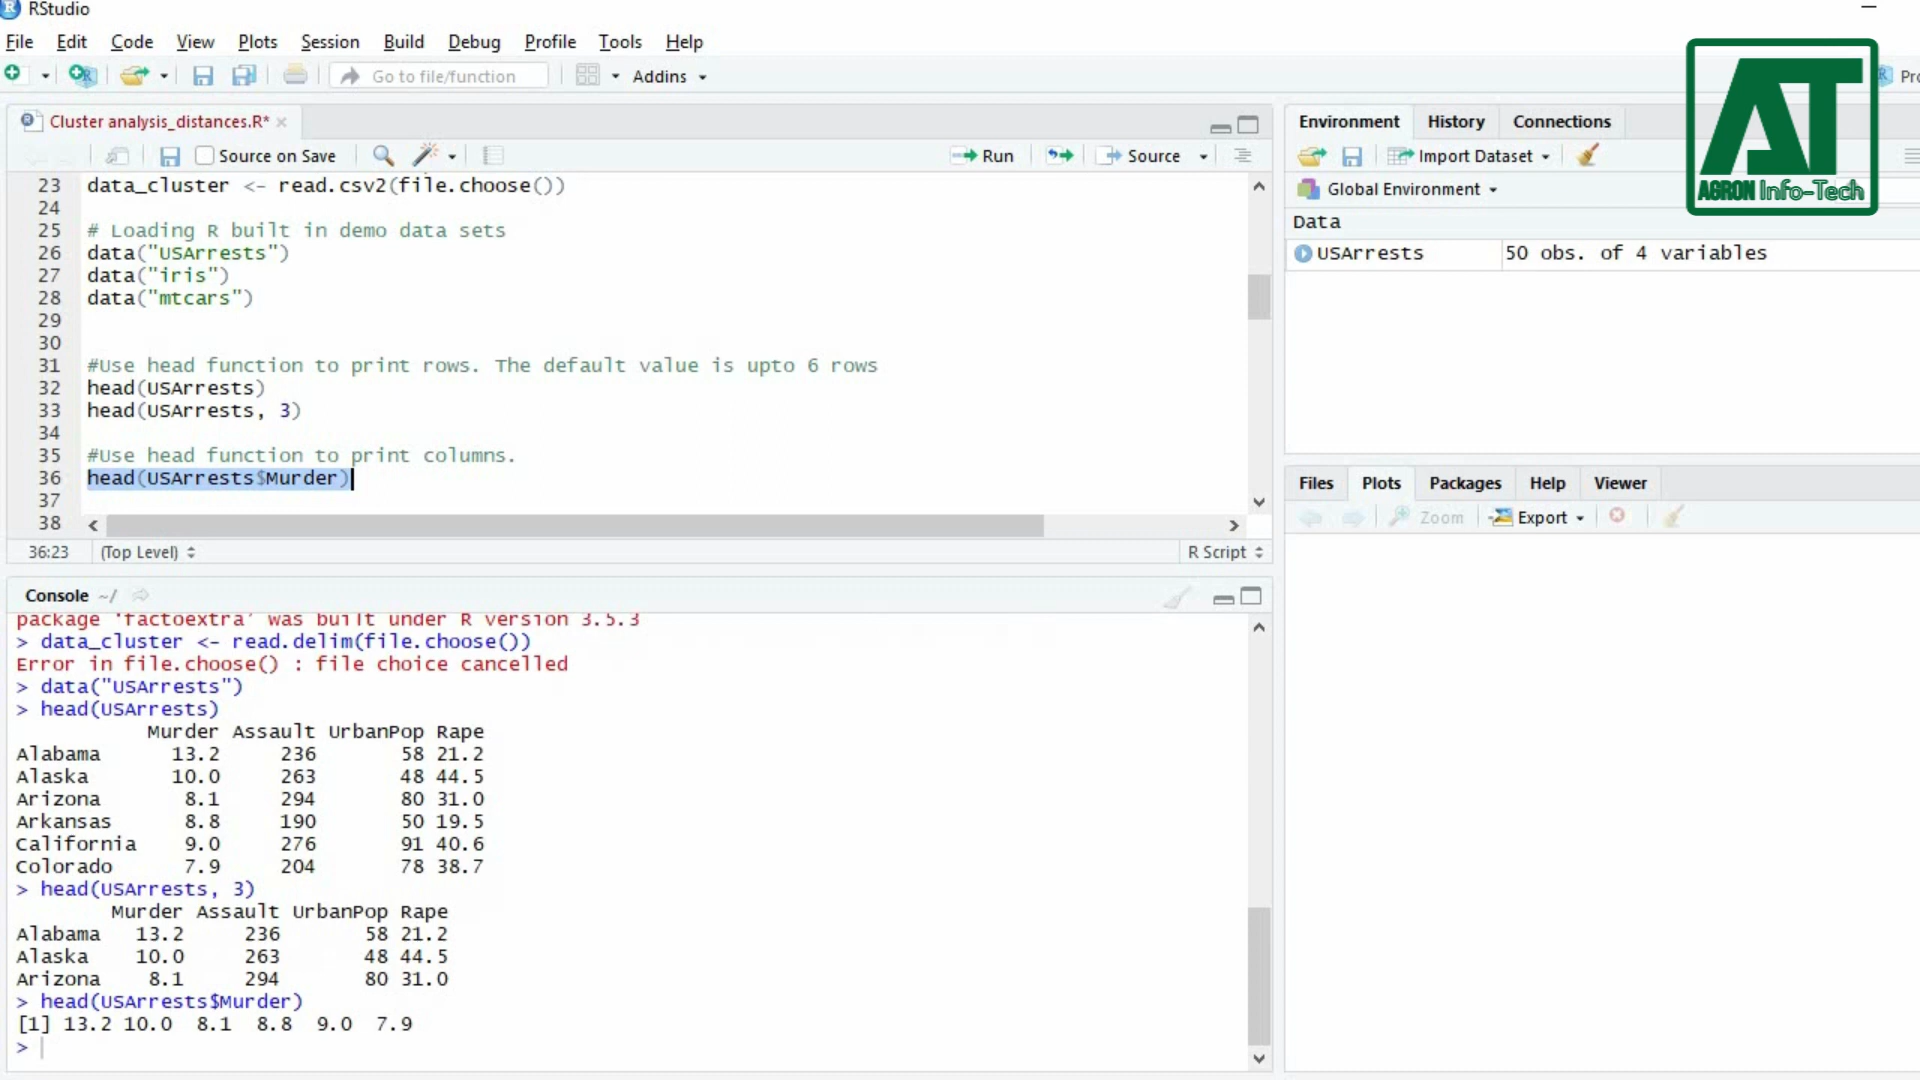 RStudio
File Edit Code View Plots Session Build Debug Profile Tools Help
Go to file/function Addins
Cluster analysis_distances.R*
Source on Save Run Source
23 data_cluster <- read.csv2(file.choose())
24
25 # Loading R built in demo data sets
26 data("USArrests")
27 data("iris")
28 data("mtcars")
29
30
31 #Use head function to print rows. The default value is upto 6 rows
32 head(USArrests)
33 head(USArrests, 3)
34
35 #Use head function to print columns.
36 head(USArrests$Murder)
37
38
36:23 (Top Level) R Script
Console ~/
package 'factoextra' was built under R version 3.5.3
> data_cluster <- read.delim(file.choose())
Error in file.choose() : file choice cancelled
> data("USArrests")
> head(USArrests)
Murder Assault UrbanPop Rape
Alabama 13.2 236 58 21.2
Alaska 10.0 263 48 44.5
Arizona 8.1 294 80 31.0
Arkansas 8.8 190 50 19.5
California 9.0 276 91 40.6
Colorado 7.9 204 78 38.7
> head(USArrests, 3)
Murder Assault UrbanPop Rape
Alabama 13.2 236 58 21.2
Alaska 10.0 263 48 44.5
Arizona 8.1 294 80 31.0
> head(USArrests$Murder)
[1] 13.2 10.0 8.1 8.8 9.0 7.9
>
Environment History Connections
Import Dataset
Global Environment
Data
USArrests 50 obs. of 4 variables
Files Plots Packages Help Viewer
Zoom Export
AT
AGRON Info-Tech
R Pro